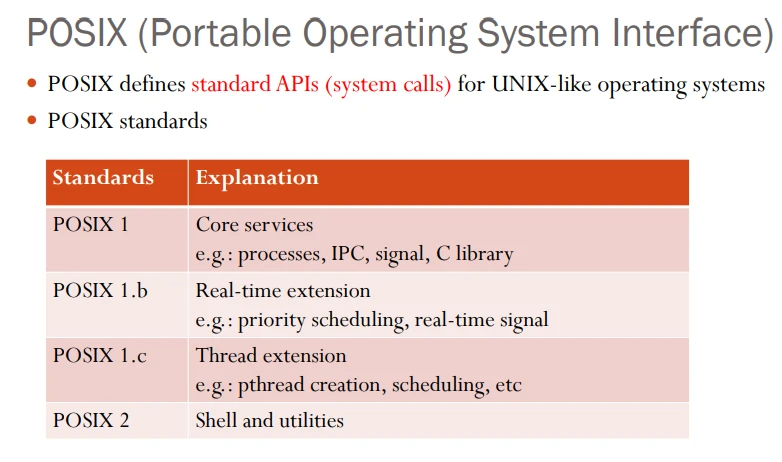 POSIX (Portable Operating System Interface)
• POSIX defines standard APIs (system calls) for UNIX-like operating systems
• POSIX standards
Standards Explanation
POSIX 1 Core services
e.g.: processes, IPC, signal, C library
POSIX 1.b Real-time extension
e.g.: priority scheduling, real-time signal
POSIX 1.c Thread extension
e.g.: pthread creation, scheduling, etc
POSIX 2 Shell and utilities